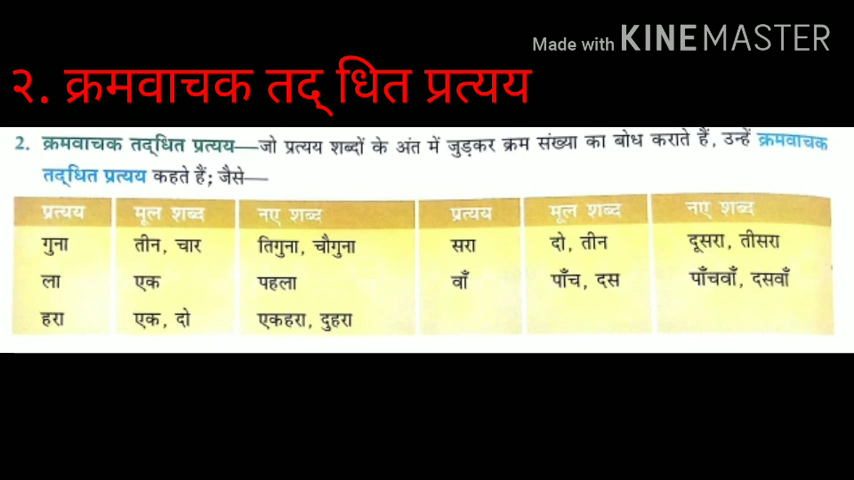 Made with KINEMASTER
२. क्रमवाचक तद् धित प्रत्यय
2. क्रमवाचक तद्धित प्रत्यय—जो प्रत्यय शब्दों के अंत में जुड़कर क्रम संख्या का बोध कराते हैं, उन्हें क्रमवाचक
तद्धित प्रत्यय कहते हैं; जैसे—
प्रत्यय मूल शब्द नए शब्द प्रत्यय मूल शब्द नए शब्द
गुना तीन, चार तिगुना, चौगुना सरा दो, तीन दूसरा, तीसरा
ला एक पहला वाँ पाँच, दस पाँचवाँ, दसवाँ
हरा एक, दो एकहरा, दुहरा